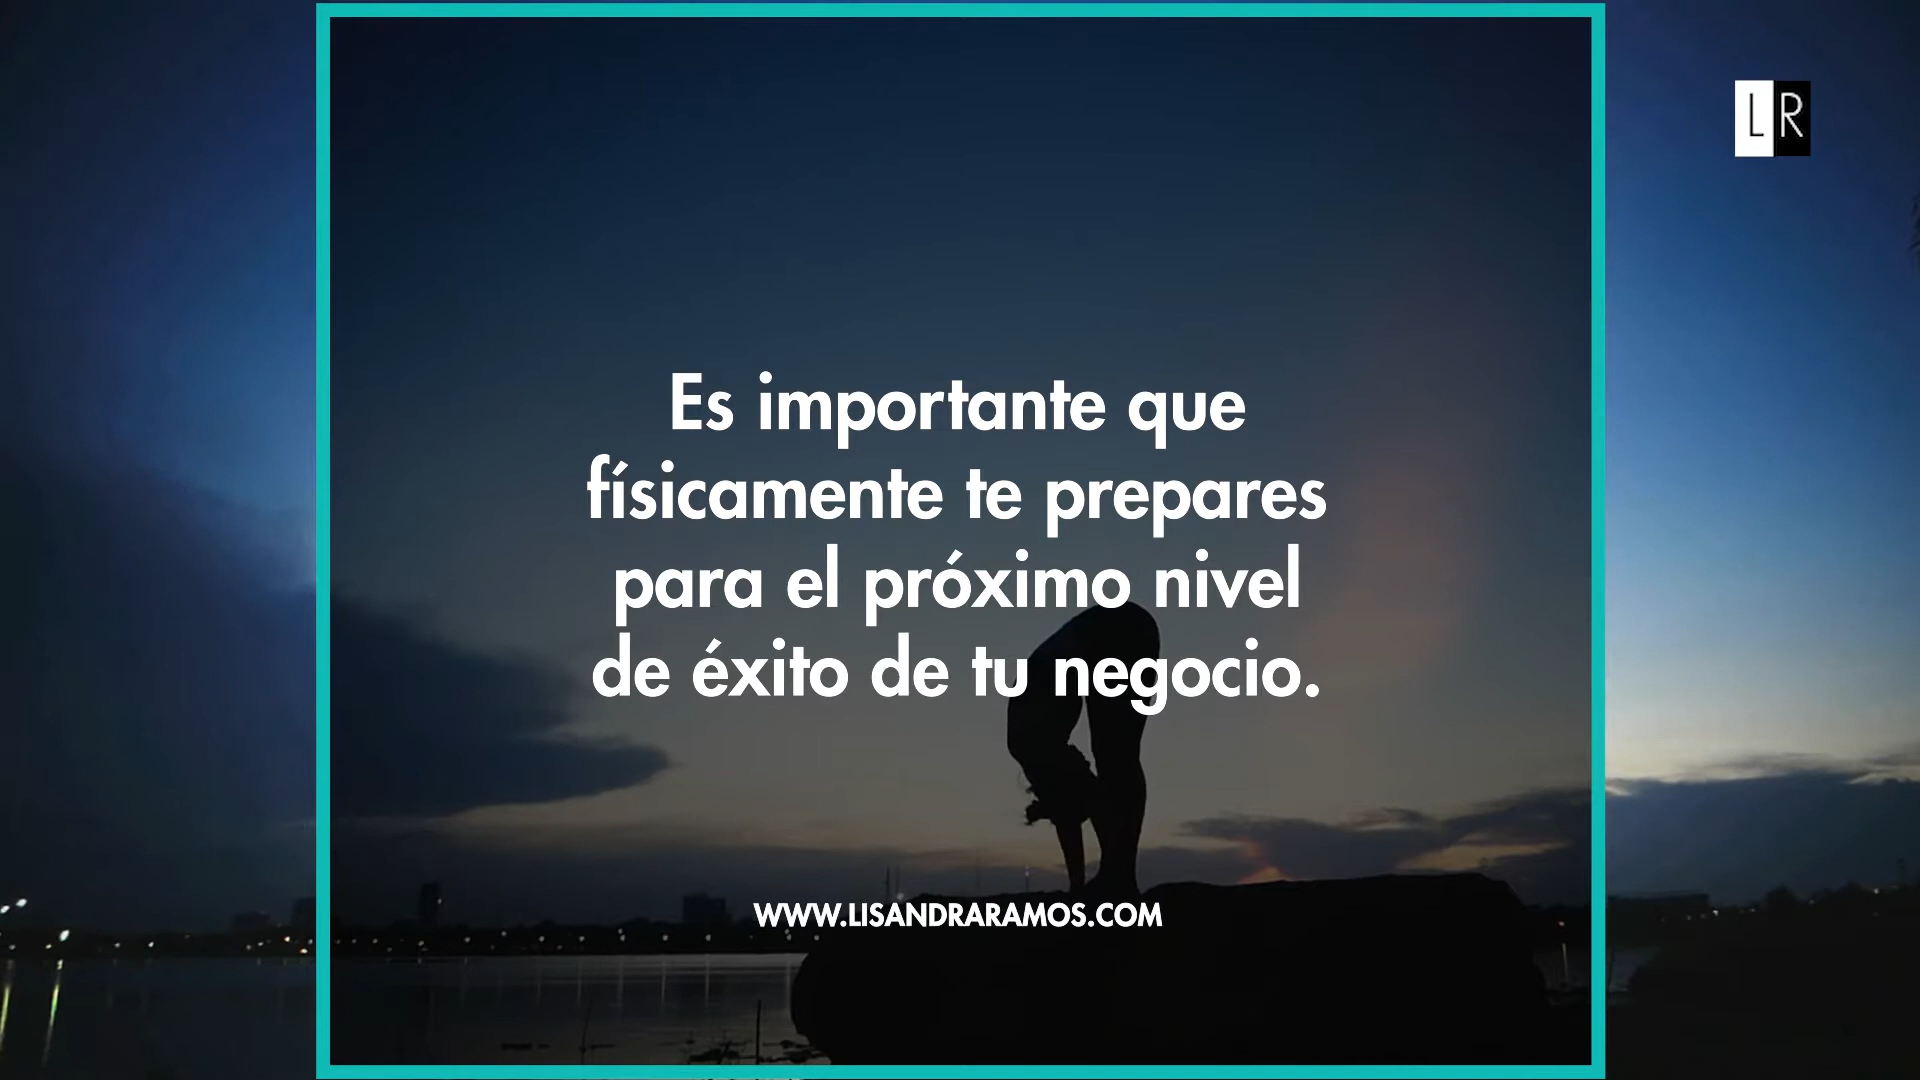 LR
Es importante que
físicamente te prepares
para el próximo nivel
de éxito de tu negocio.
WWW.LISANDRARAMOS.COM